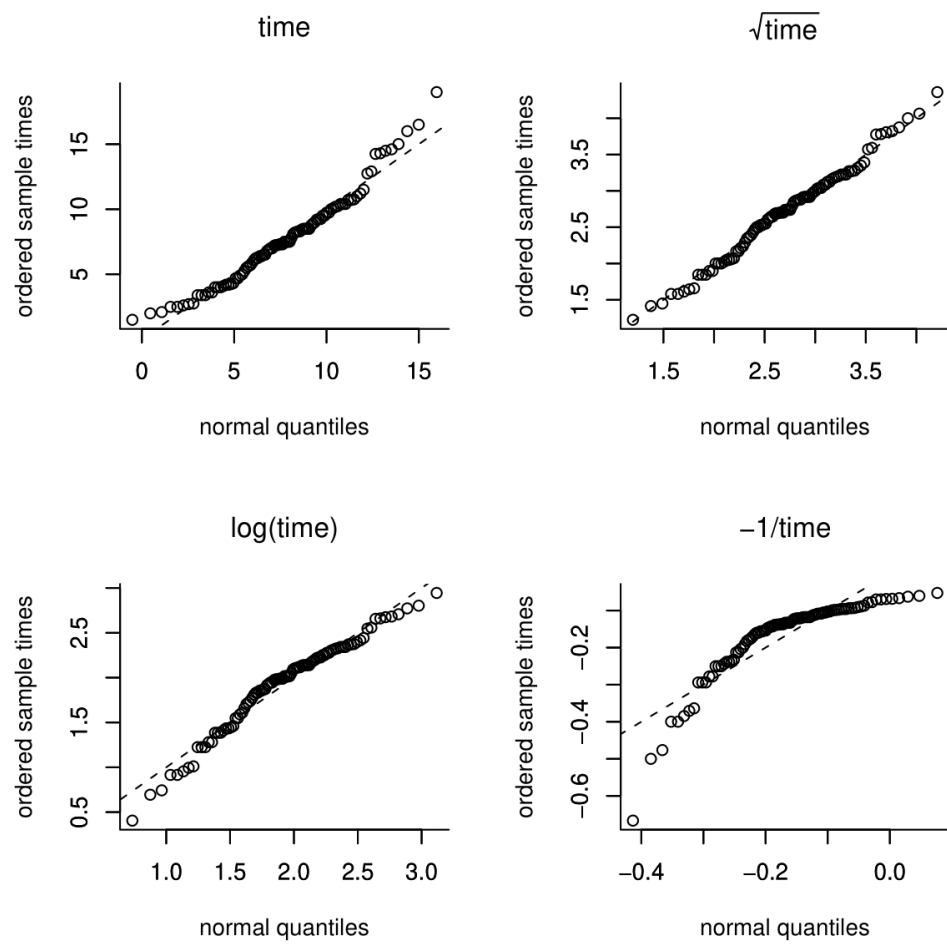 time
ordered sample times
15
10
5
0 5 10 15
normal quantiles
√time
ordered sample times
3.5
2.5
1.5
1.5 2.5 3.5
normal quantiles
log(time)
ordered sample times
2.5
1.5
0.5
1.0 1.5 2.0 2.5 3.0
normal quantiles
−1/time
ordered sample times
−0.2
−0.4
−0.6
−0.4 −0.2 0.0
normal quantiles